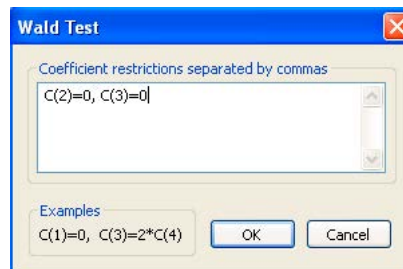 Wald Test
Coefficient restrictions separated by commas
C(2)=0, C(3)=0
Examples
C(1)=0, C(3)=2*C(4)
OK
Cancel